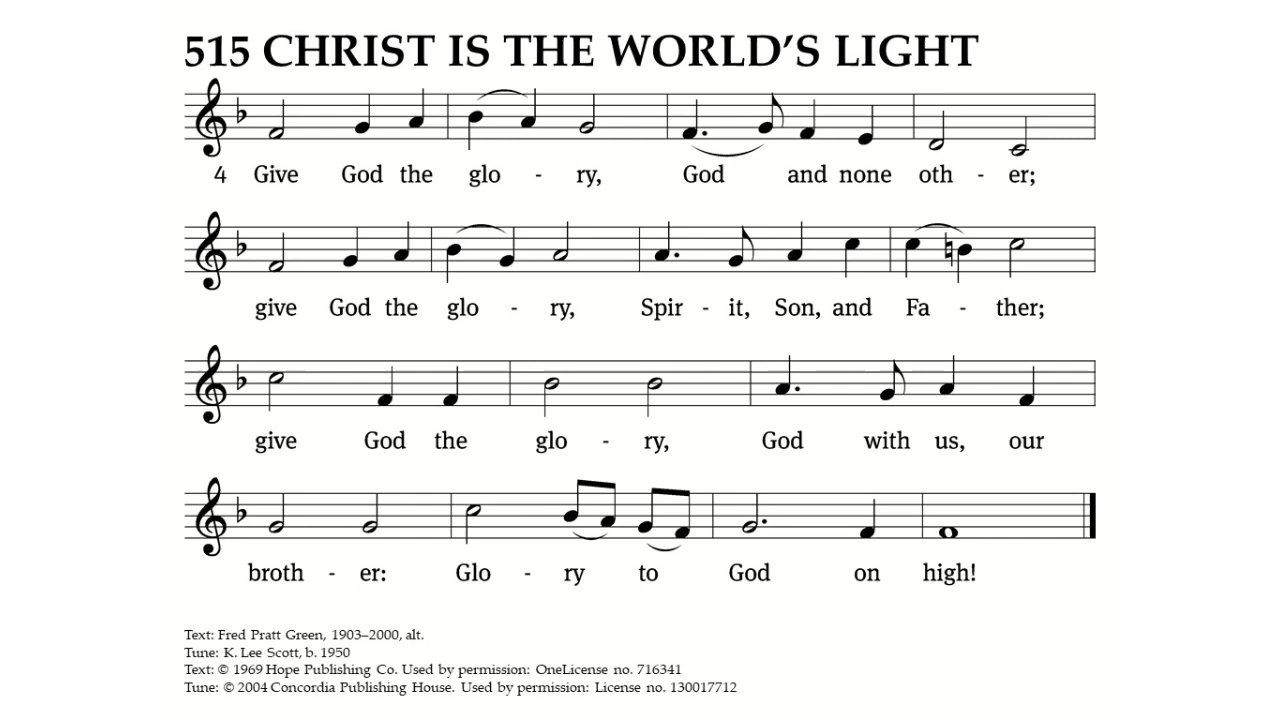 515 CHRIST IS THE WORLD’S LIGHT
4 Give God the glo - ry, God and none oth - er;
give God the glo - ry, Spir - it, Son, and Fa - ther;
give God the glo - ry, God with us, our
broth - er: Glo - ry to God on high!
Text: Fred Pratt Green, 1903–2000, alt.
Tune: K. Lee Scott, b. 1950
Text: © 1969 Hope Publishing Co. Used by permission: OneLicense no. 716341
Tune: © 2004 Concordia Publishing House. Used by permission: License no. 130017712